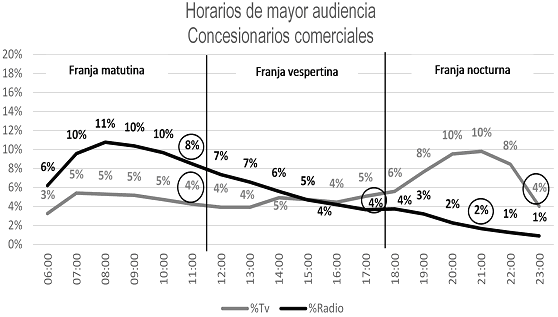 Horarios de mayor audiencia
Concesionarios comerciales
20%
18%
16%
14%
12%
10%
8%
6%
4%
2%
0%
Franja matutina
Franja vespertina
Franja nocturna
6% 10% 11% 10% 10% 8% 7% 7% 6% 5% 4% 4% 4% 3% 2% 2% 1% 1%
3% 5% 5% 5% 5% 4% 4% 4% 5% 4% 5% 6% 8% 10% 10% 8% 4%
06:00 07:00 08:00 09:00 10:00 11:00 12:00 13:00 14:00 15:00 16:00 17:00 18:00 19:00 20:00 21:00 22:00 23:00
%Tv %Radio